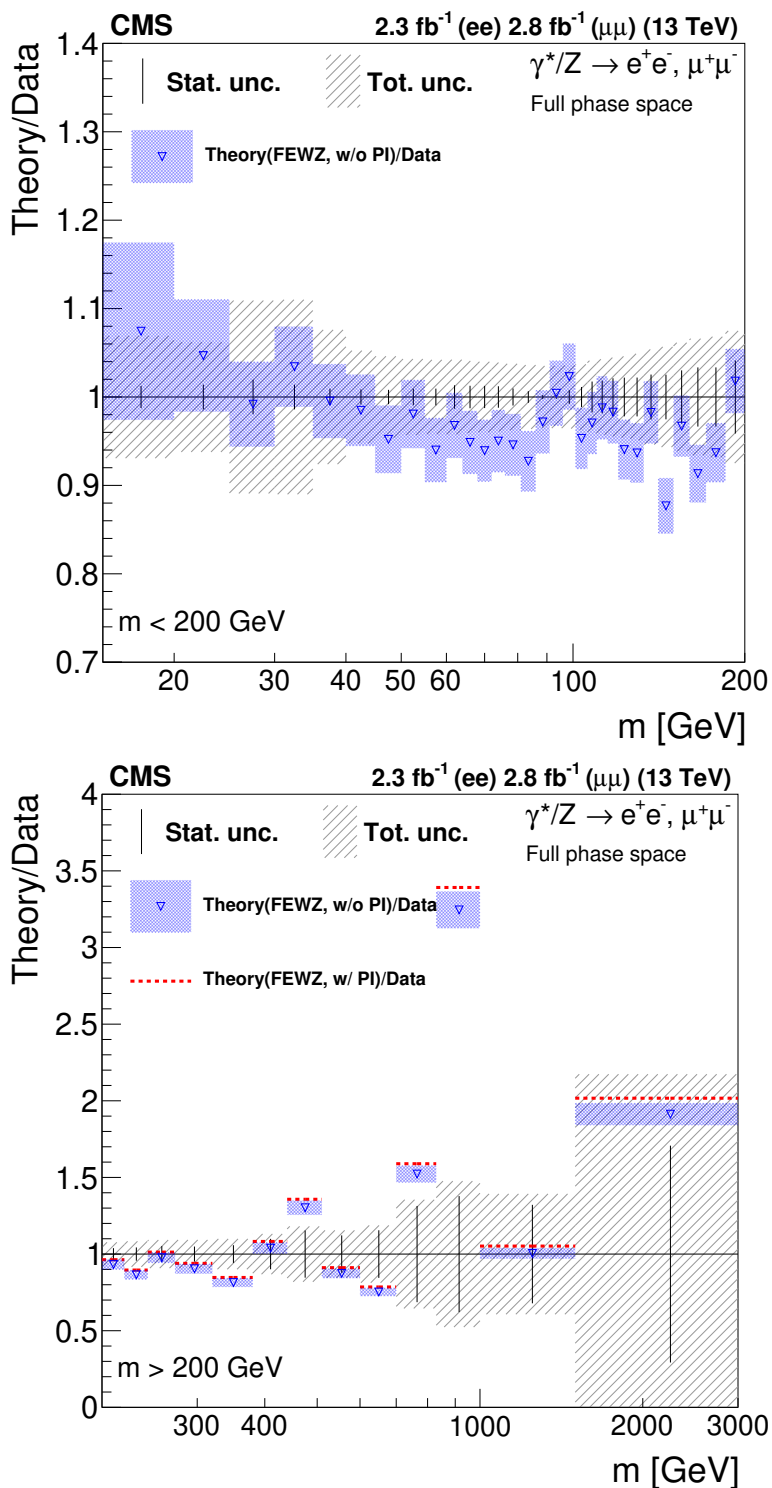 CMS 2.3 fb⁻¹ (ee) 2.8 fb⁻¹ (μμ) (13 TeV)
Theory/Data
1.4
1.3
1.2
1.1
1
0.9
0.8
0.7
Stat. unc. Tot. unc.
γ*/Z → e⁺e⁻, μ⁺μ⁻
Full phase space
Theory(FEWZ, w/o PI)/Data
m < 200 GeV
20 30 40 50 60 100 200
m [GeV]
CMS 2.3 fb⁻¹ (ee) 2.8 fb⁻¹ (μμ) (13 TeV)
Theory/Data
4
3.5
3
2.5
2
1.5
1
0.5
0
Stat. unc. Tot. unc.
γ*/Z → e⁺e⁻, μ⁺μ⁻
Full phase space
Theory(FEWZ, w/o PI)/Data
Theory(FEWZ, w/ PI)/Data
m > 200 GeV
300 400 1000 2000 3000
m [GeV]